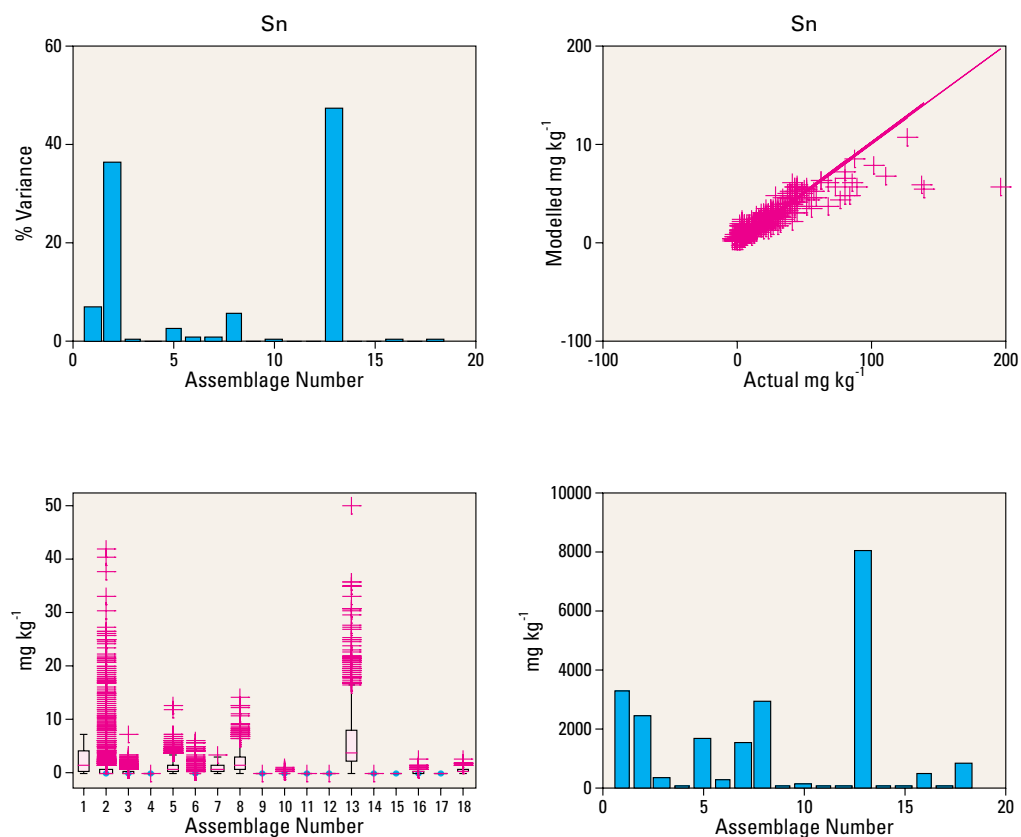 Sn
60
40
20
0
% Variance
0 5 10 15 20
Assemblage Number
Sn
200
10
0
-100
Modelled mg kg-1
-100 0 100 200
Actual mg kg-1
50
40
30
20
10
0
mg kg-1
1 2 3 4 5 6 7 8 9 10 11 12 13 14 15 16 17 18
Assemblage Number
10000
8000
6000
4000
2000
0
mg kg-1
0 5 10 15 20
Assemblage Number